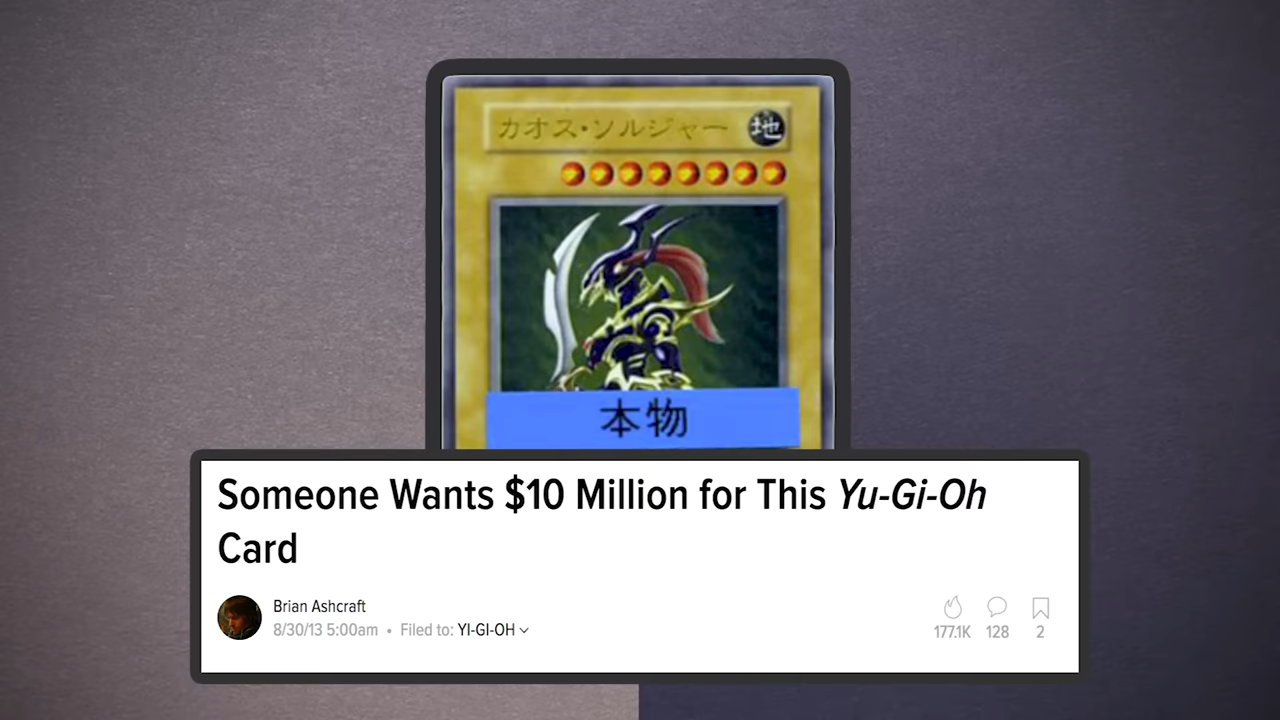 カオス・ソルジャー 地
本物
Someone Wants $10 Million for This Yu-Gi-Oh
Card
Brian Ashcraft
8/30/13 5:00am • Filed to: YI-GI-OH
177.1K 128 2